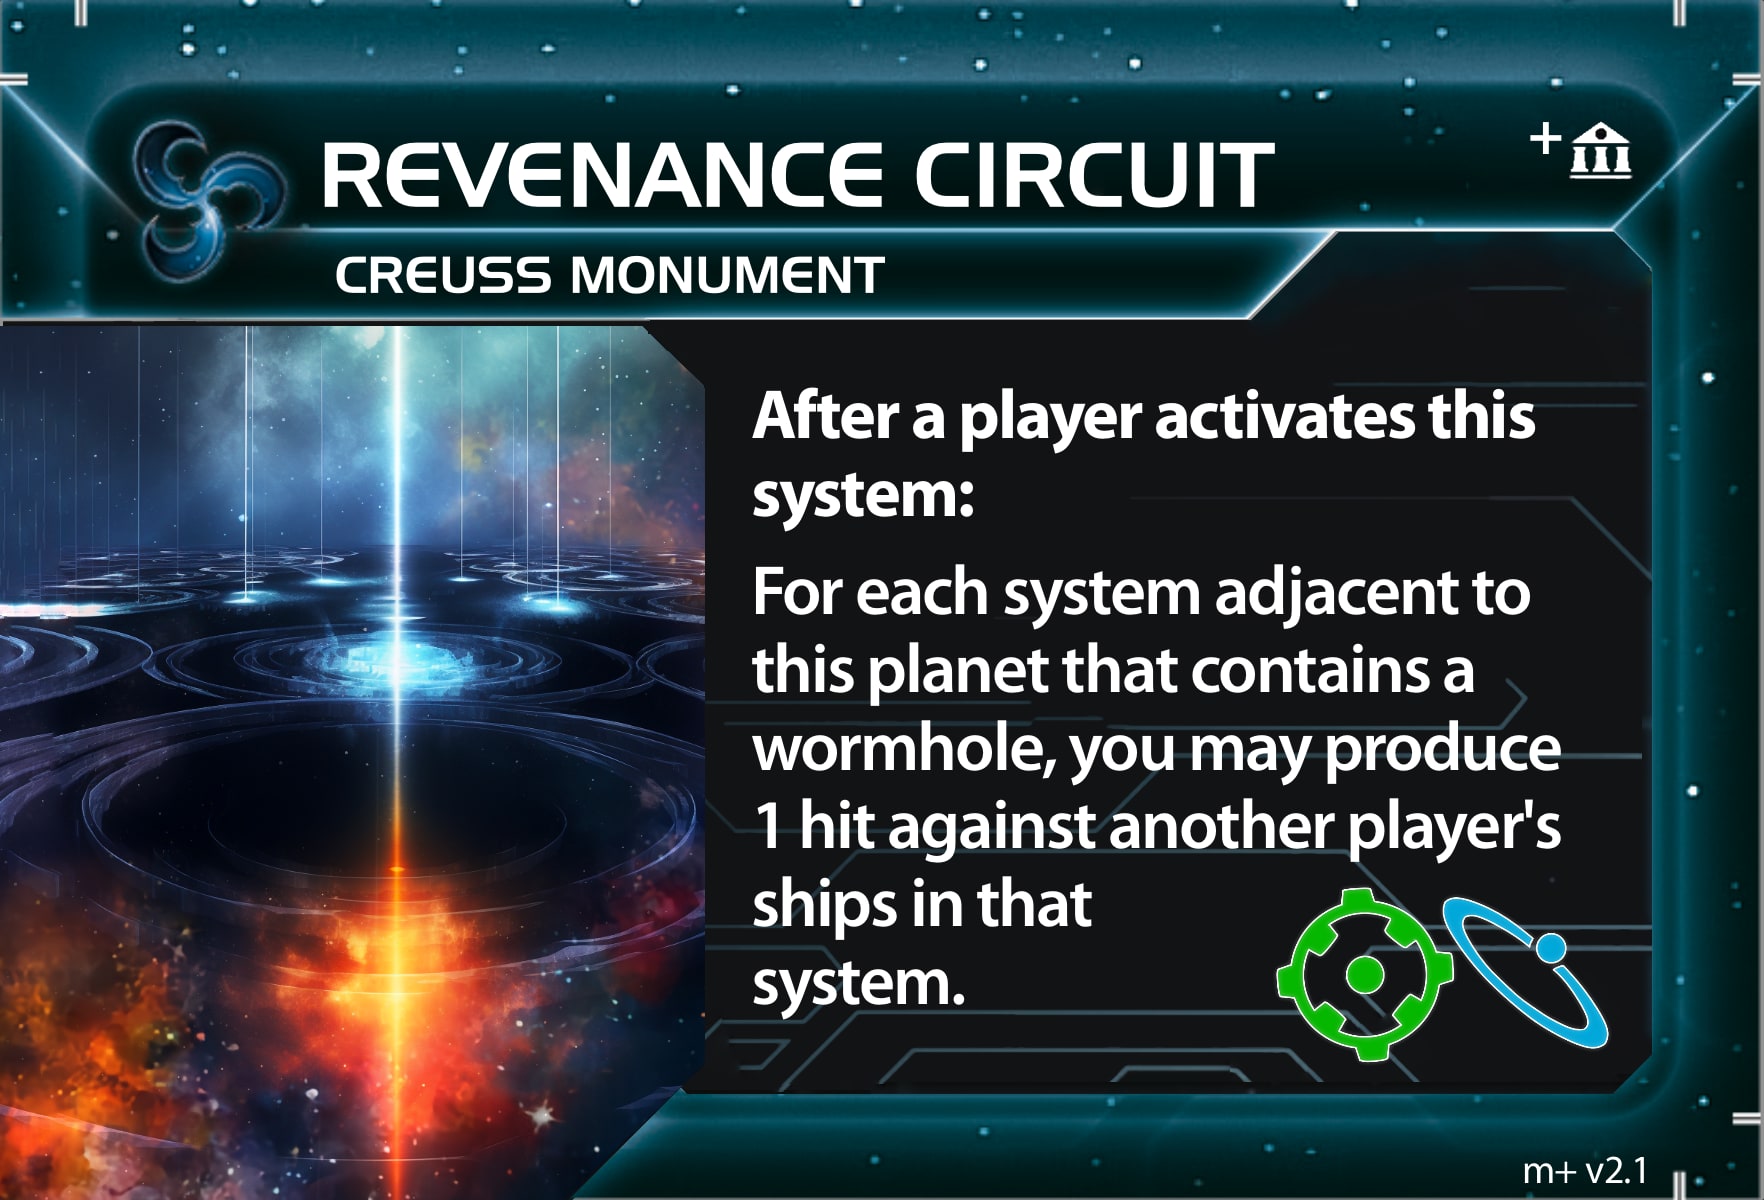 REVENANCE CIRCUIT
+
CREUSS MONUMENT
After a player activates this
system:
For each system adjacent to
this planet that contains a
wormhole, you may produce
1 hit against another player's
ships in that
system.
m+ v2.1